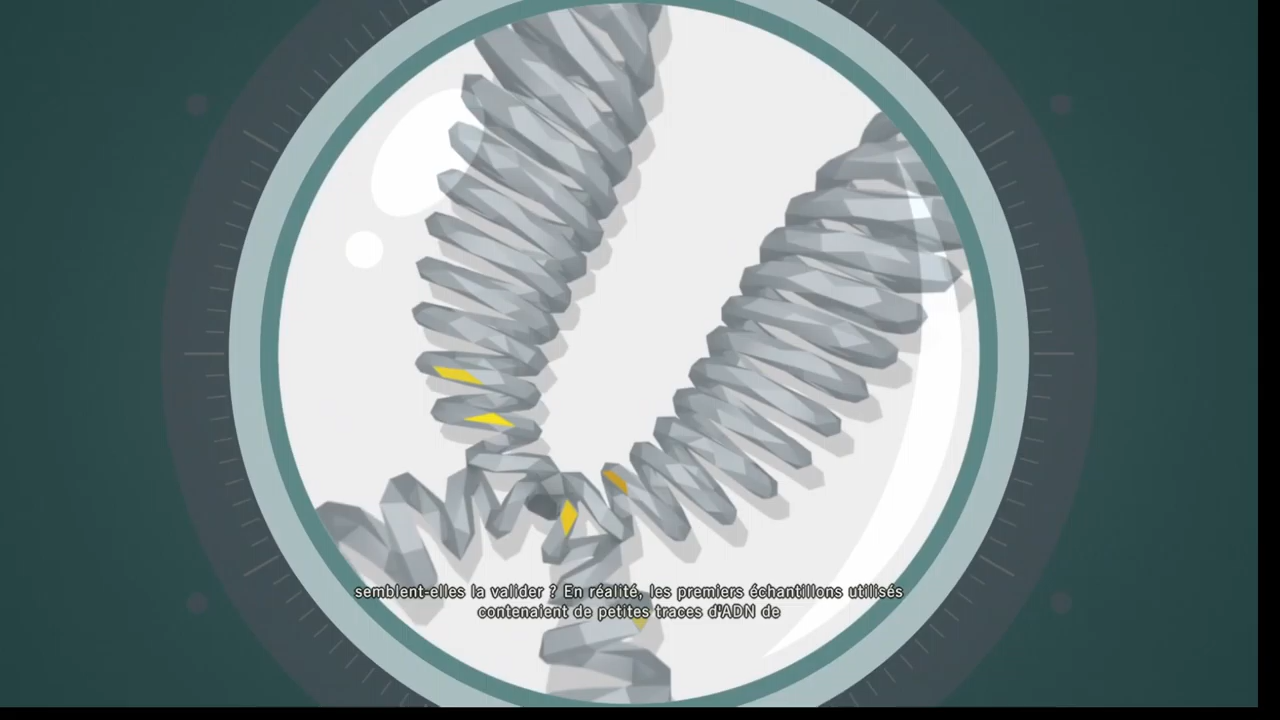 semblent-elles la valider ? En réalité, les premiers échantillons utilisés
contenaient de petites traces d'ADN de